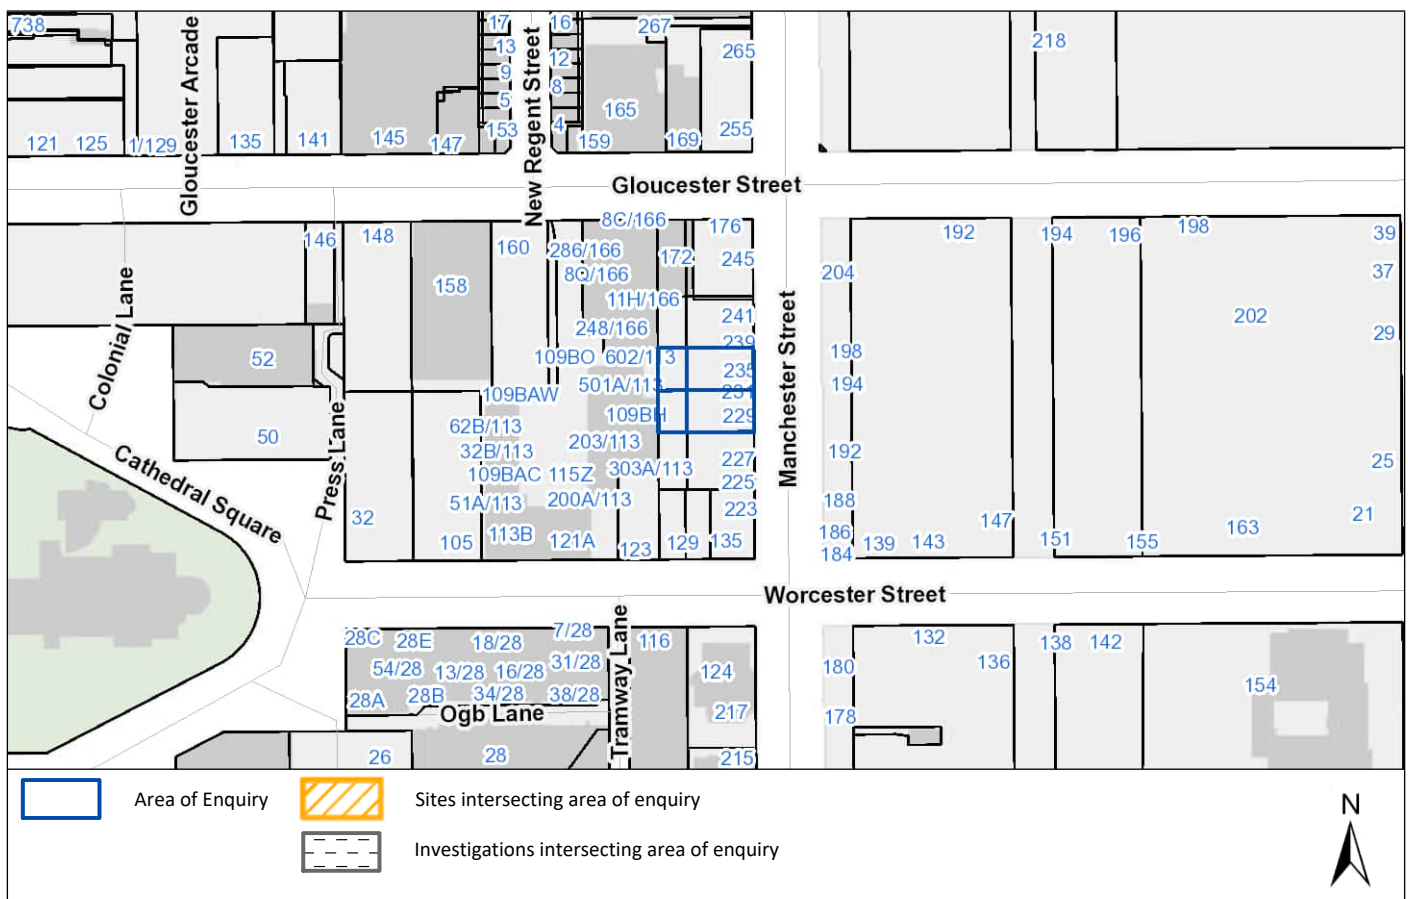 738
17
16
267
13
12
265
9
8
5
165
153
4
255
121
125
1/129
135
141
145
147
159
169
218
Gloucester Arcade
New Regent Street
Gloucester Street
8C/166
176
146
148
160
286/166
172
245
192
194
196
198
39
204
8Q/166
37
158
11H/166
241
202
248/166
239
29
52
109BO
602/113
235
198
501A/113
231
194
109BAW
109BH
229
62B/113
50
203/113
192
32B/113
227
25
109BAC
115Z
303A/113
225
51A/113
200A/113
223
188
32
147
21
113B
186
163
105
121A
123
129
135
184
139
143
151
155
Colonial Lane
Press Lane
Cathedral Square
Manchester Street
Worcester Street
28C
28E
18/28
7/28
116
132
138
142
54/28
13/28
16/28
31/28
124
180
136
28A
28B
34/28
38/28
217
178
154
Ogb Lane
Tramway Lane
26
28
215
Area of Enquiry
Sites intersecting area of enquiry
Investigations intersecting area of enquiry
N